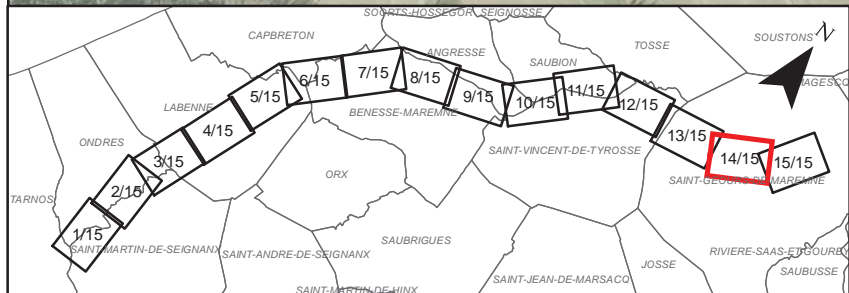 SOORTS-HOSSEGOR
SEIGNOSSE
CAPBRETON
ANGRESSE
SAUBION
TOSSE
SOUSTONS
N
MAGESCQ
LABENNE
BENESSE-MAREMNE
ONDRES
TARNOS
1/15
2/15
3/15
4/15
5/15
6/15
7/15
8/15
9/15
10/15
11/15
12/15
13/15
14/15
15/15
SAINT-VINCENT-DE-TYROSSE
SAINT-GEOURS-DE-MAREMNE
ORX
SAINT-MARTIN-DE-SEIGNANX
SAINT-ANDRE-DE-SEIGNANX
SAUBRIGUES
RIVIERE-SAAS-ET-GOURBY
JOSSE
SAUBUSSE
SAINT-JEAN-DE-MARSACQ
SAINT-MARTIN-DE-HINX